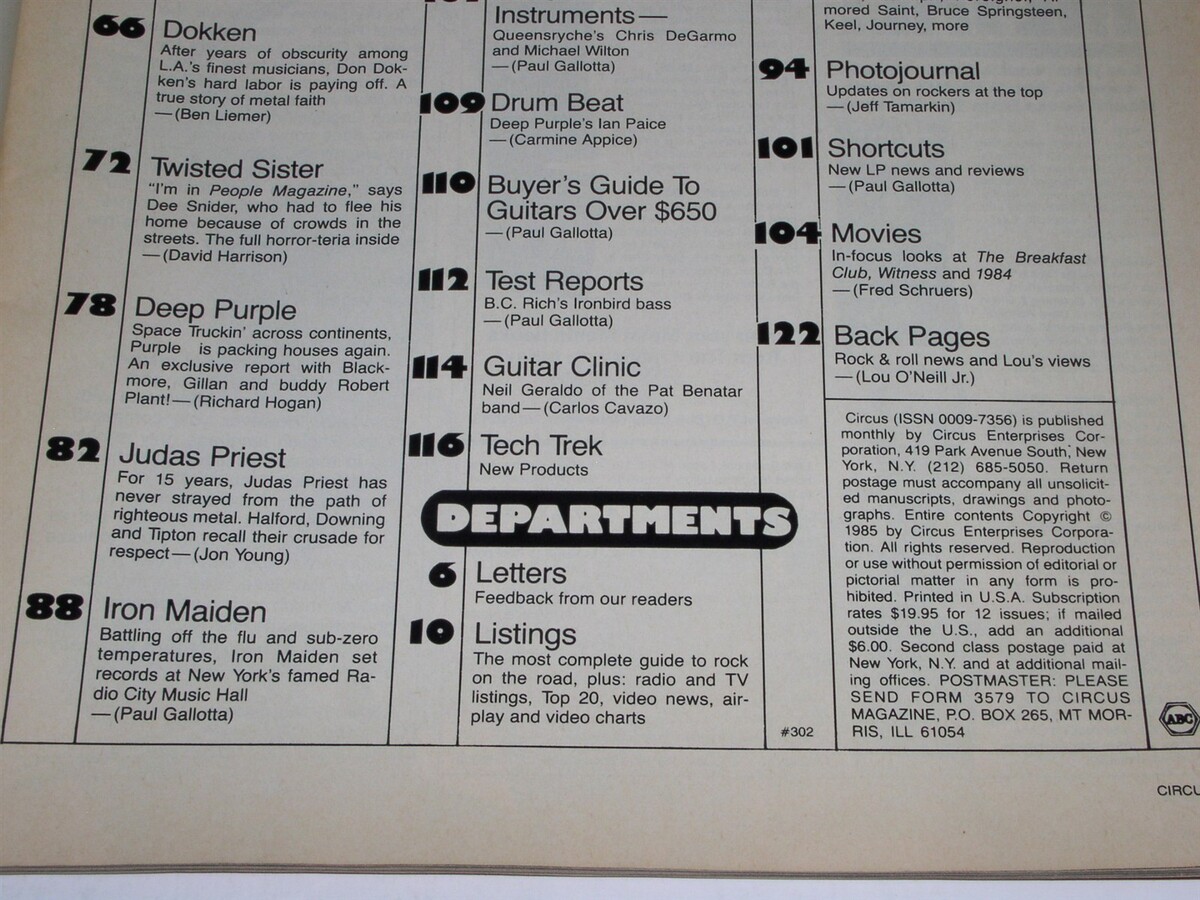 66 Dokken
After years of obscurity among
L.A.'s finest musicians, Don Dok-
ken's hard labor is paying off. A
true story of metal faith
—(Ben Liemer)
72 Twisted Sister
"I'm in People Magazine," says
Dee Snider, who had to flee his
home because of crowds in the
streets. The full horror-teria inside
—(David Harrison)
78 Deep Purple
Space Truckin' across continents,
Purple is packing houses again.
An exclusive report with Black-
more, Gillan and buddy Robert
Plant!—(Richard Hogan)
82 Judas Priest
For 15 years, Judas Priest has
never strayed from the path of
righteous metal. Halford, Downing
and Tipton recall their crusade for
respect—(Jon Young)
88 Iron Maiden
Battling off the flu and sub-zero
temperatures, Iron Maiden set
records at New York's famed Ra-
dio City Music Hall
—(Paul Gallotta)
Instruments—
Queensryche's Chris DeGarmo
and Michael Wilton
—(Paul Gallotta)
109 Drum Beat
Deep Purple's Ian Paice
—(Carmine Appice)
110 Buyer's Guide To
Guitars Over $650
—(Paul Gallotta)
112 Test Reports
B.C. Rich's Ironbird bass
—(Paul Gallotta)
114 Guitar Clinic
Neil Geraldo of the Pat Benatar
band—(Carlos Cavazo)
116 Tech Trek
New Products
DEPARTMENTS
6 Letters
Feedback from our readers
10 Listings
The most complete guide to rock
on the road, plus: radio and TV
listings, Top 20, video news, air-
play and video charts
mored Saint, Bruce Springsteen,
Keel, Journey, more
94 Photojournal
Updates on rockers at the top
—(Jeff Tamarkin)
101 Shortcuts
New LP news and reviews
—(Paul Gallotta)
104 Movies
In-focus looks at The Breakfast
Club, Witness and 1984
—(Fred Schruers)
122 Back Pages
Rock & roll news and Lou's views
—(Lou O'Neill Jr.)
Circus (ISSN 0009-7356) is published
monthly by Circus Enterprises Cor-
poration, 419 Park Avenue South, New
York, N.Y. (212) 685-5050. Return
postage must accompany all unsolicit-
ed manuscripts, drawings and photo-
graphs. Entire contents Copyright ©
1985 by Circus Enterprises Corpora-
tion. All rights reserved. Reproduction
or use without permission of editorial or
pictorial matter in any form is pro-
hibited. Printed in U.S.A. Subscription
rates $19.95 for 12 issues; if mailed
outside the U.S., add an additional
$6.00. Second class postage paid at
New York, N.Y. and at additional mail-
ing offices. POSTMASTER: PLEASE
SEND FORM 3579 TO CIRCUS
MAGAZINE, P.O. BOX 265, MT MOR-
RIS, ILL 61054
#302
ABC
CIRCU